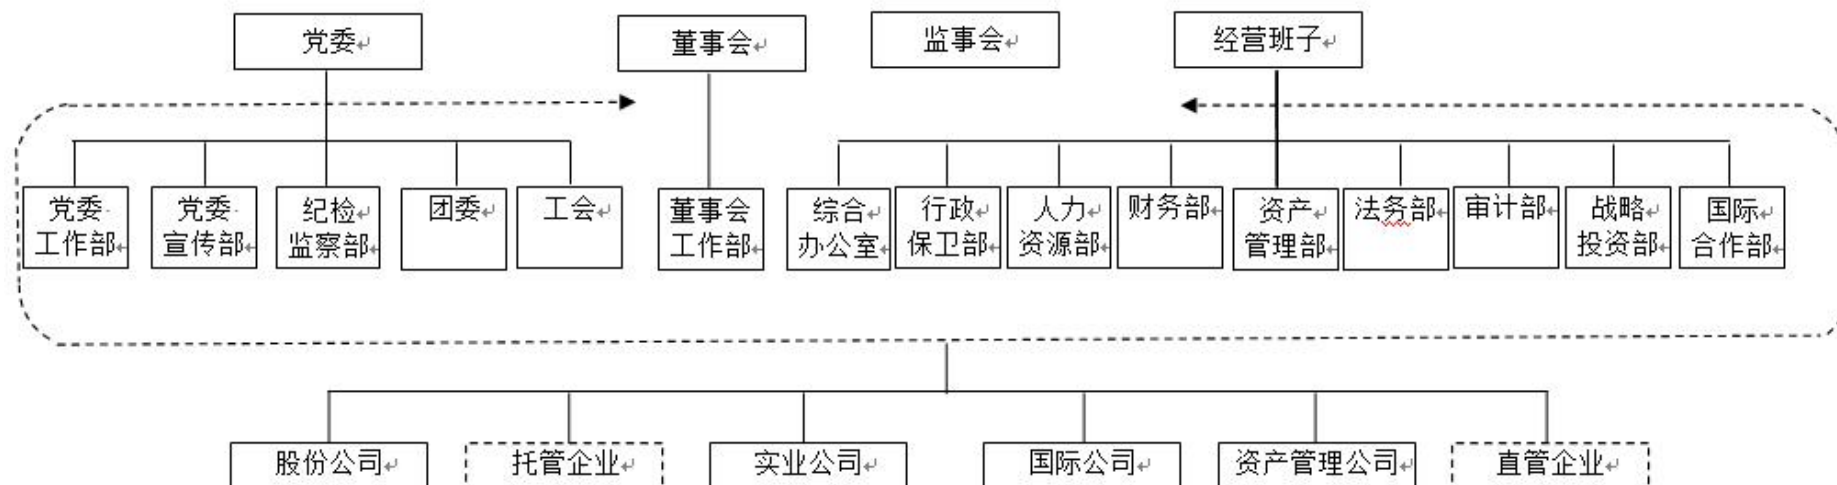 党委
董事会
监事会
经营班子
党委
工作部
党委
宣传部
纪检
监察部
团委
工会
董事会
工作部
综合
办公室
行政
保卫部
人力
资源部
财务部
资产
管理部
法务部
审计部
战略
投资部
国际
合作部
股份公司
托管企业
实业公司
国际公司
资产管理公司
直管企业